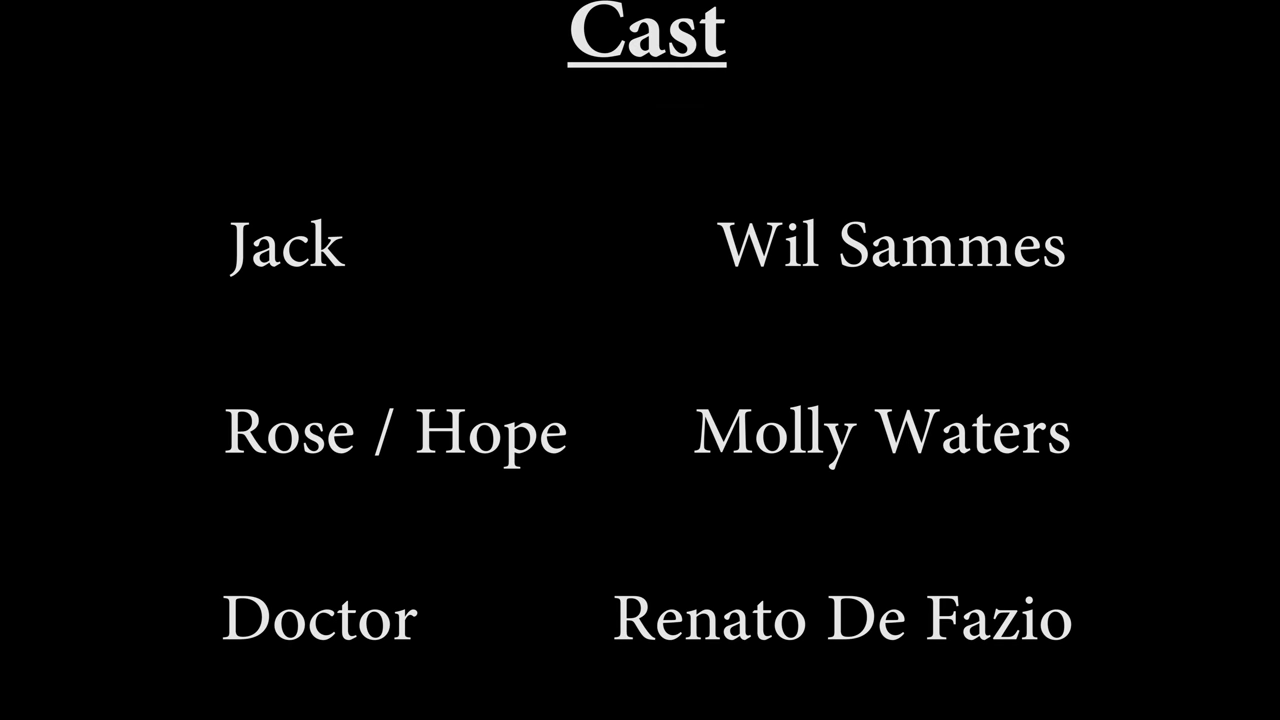 Cast
Jack Wil Sammes
Rose / Hope Molly Waters
Doctor Renato De Fazio